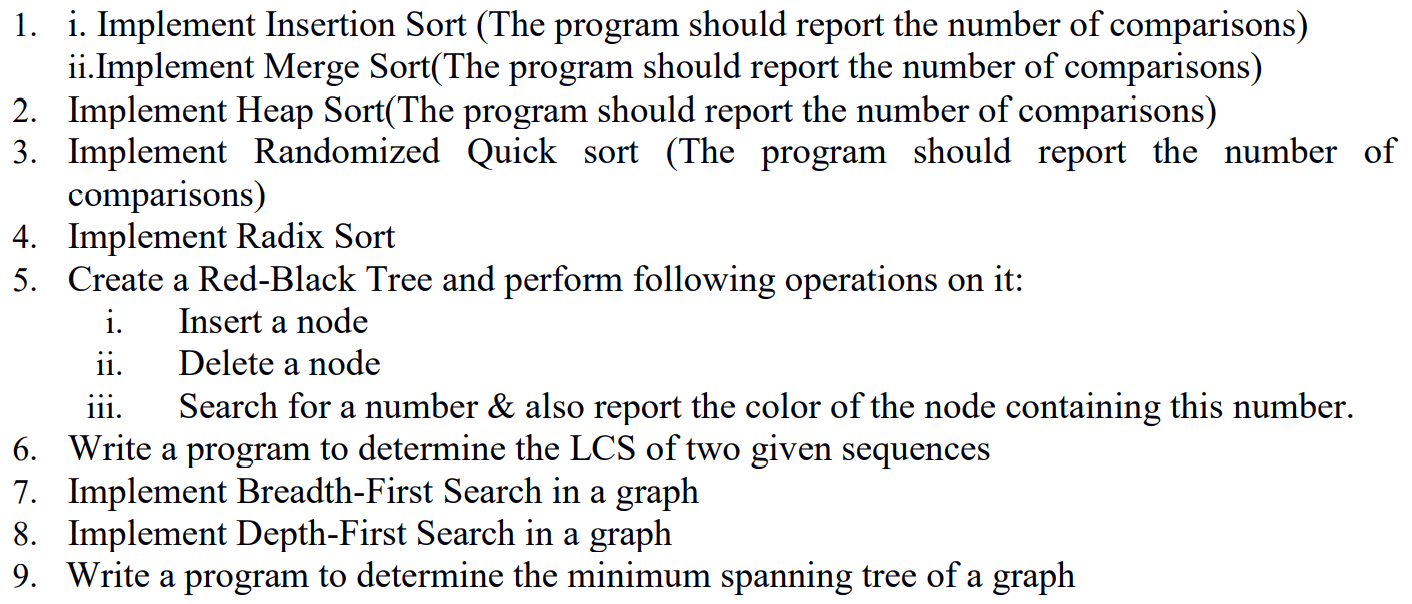 1. i. Implement Insertion Sort (The program should report the number of comparisons)
ii.Implement Merge Sort(The program should report the number of comparisons)
2. Implement Heap Sort(The program should report the number of comparisons)
3. Implement Randomized Quick sort (The program should report the number of
comparisons)
4. Implement Radix Sort
5. Create a Red-Black Tree and perform following operations on it:
i. Insert a node
ii. Delete a node
iii. Search for a number & also report the color of the node containing this number.
6. Write a program to determine the LCS of two given sequences
7. Implement Breadth-First Search in a graph
8. Implement Depth-First Search in a graph
9. Write a program to determine the minimum spanning tree of a graph